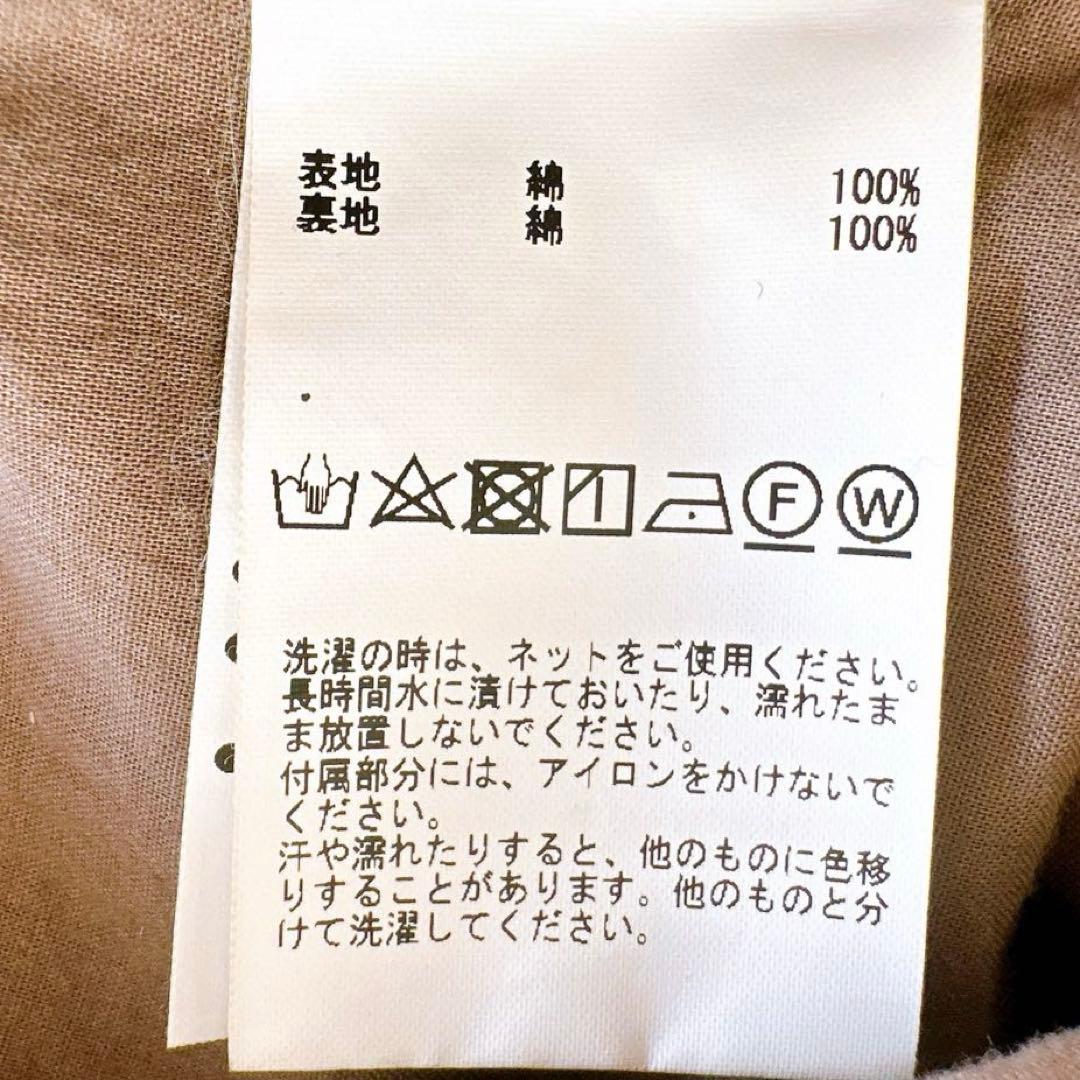 表地 綿 100%
裏地 綿 100%
F W
洗濯の時は、ネットをご使用ください。
長時間水に漬けておいたり、濡れたま
ま放置しないでください。
付属部分には、アイロンをかけないで
ください。
汗や濡れたりすると、他のものに色移
りすることがあります。他のものと分
けて洗濯してください。